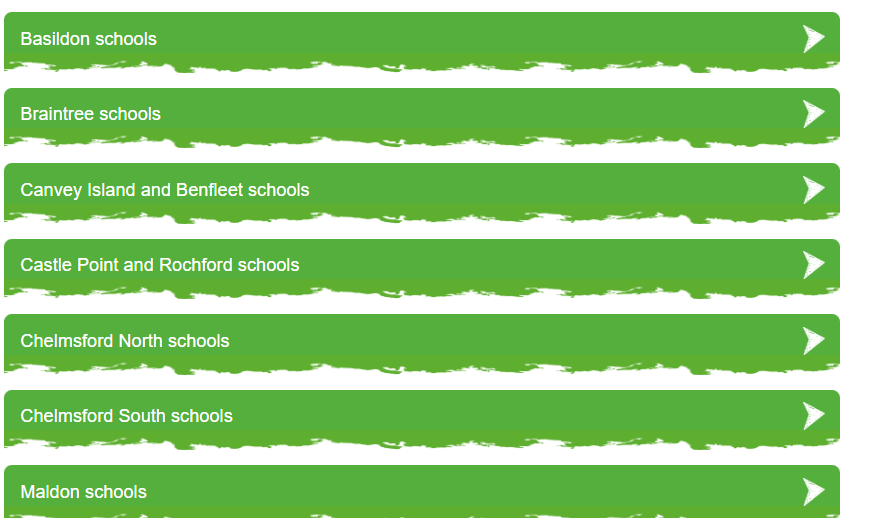 Basildon schools
Braintree schools
Canvey Island and Benfleet schools
Castle Point and Rochford schools
Chelmsford North schools
Chelmsford South schools
Maldon schools